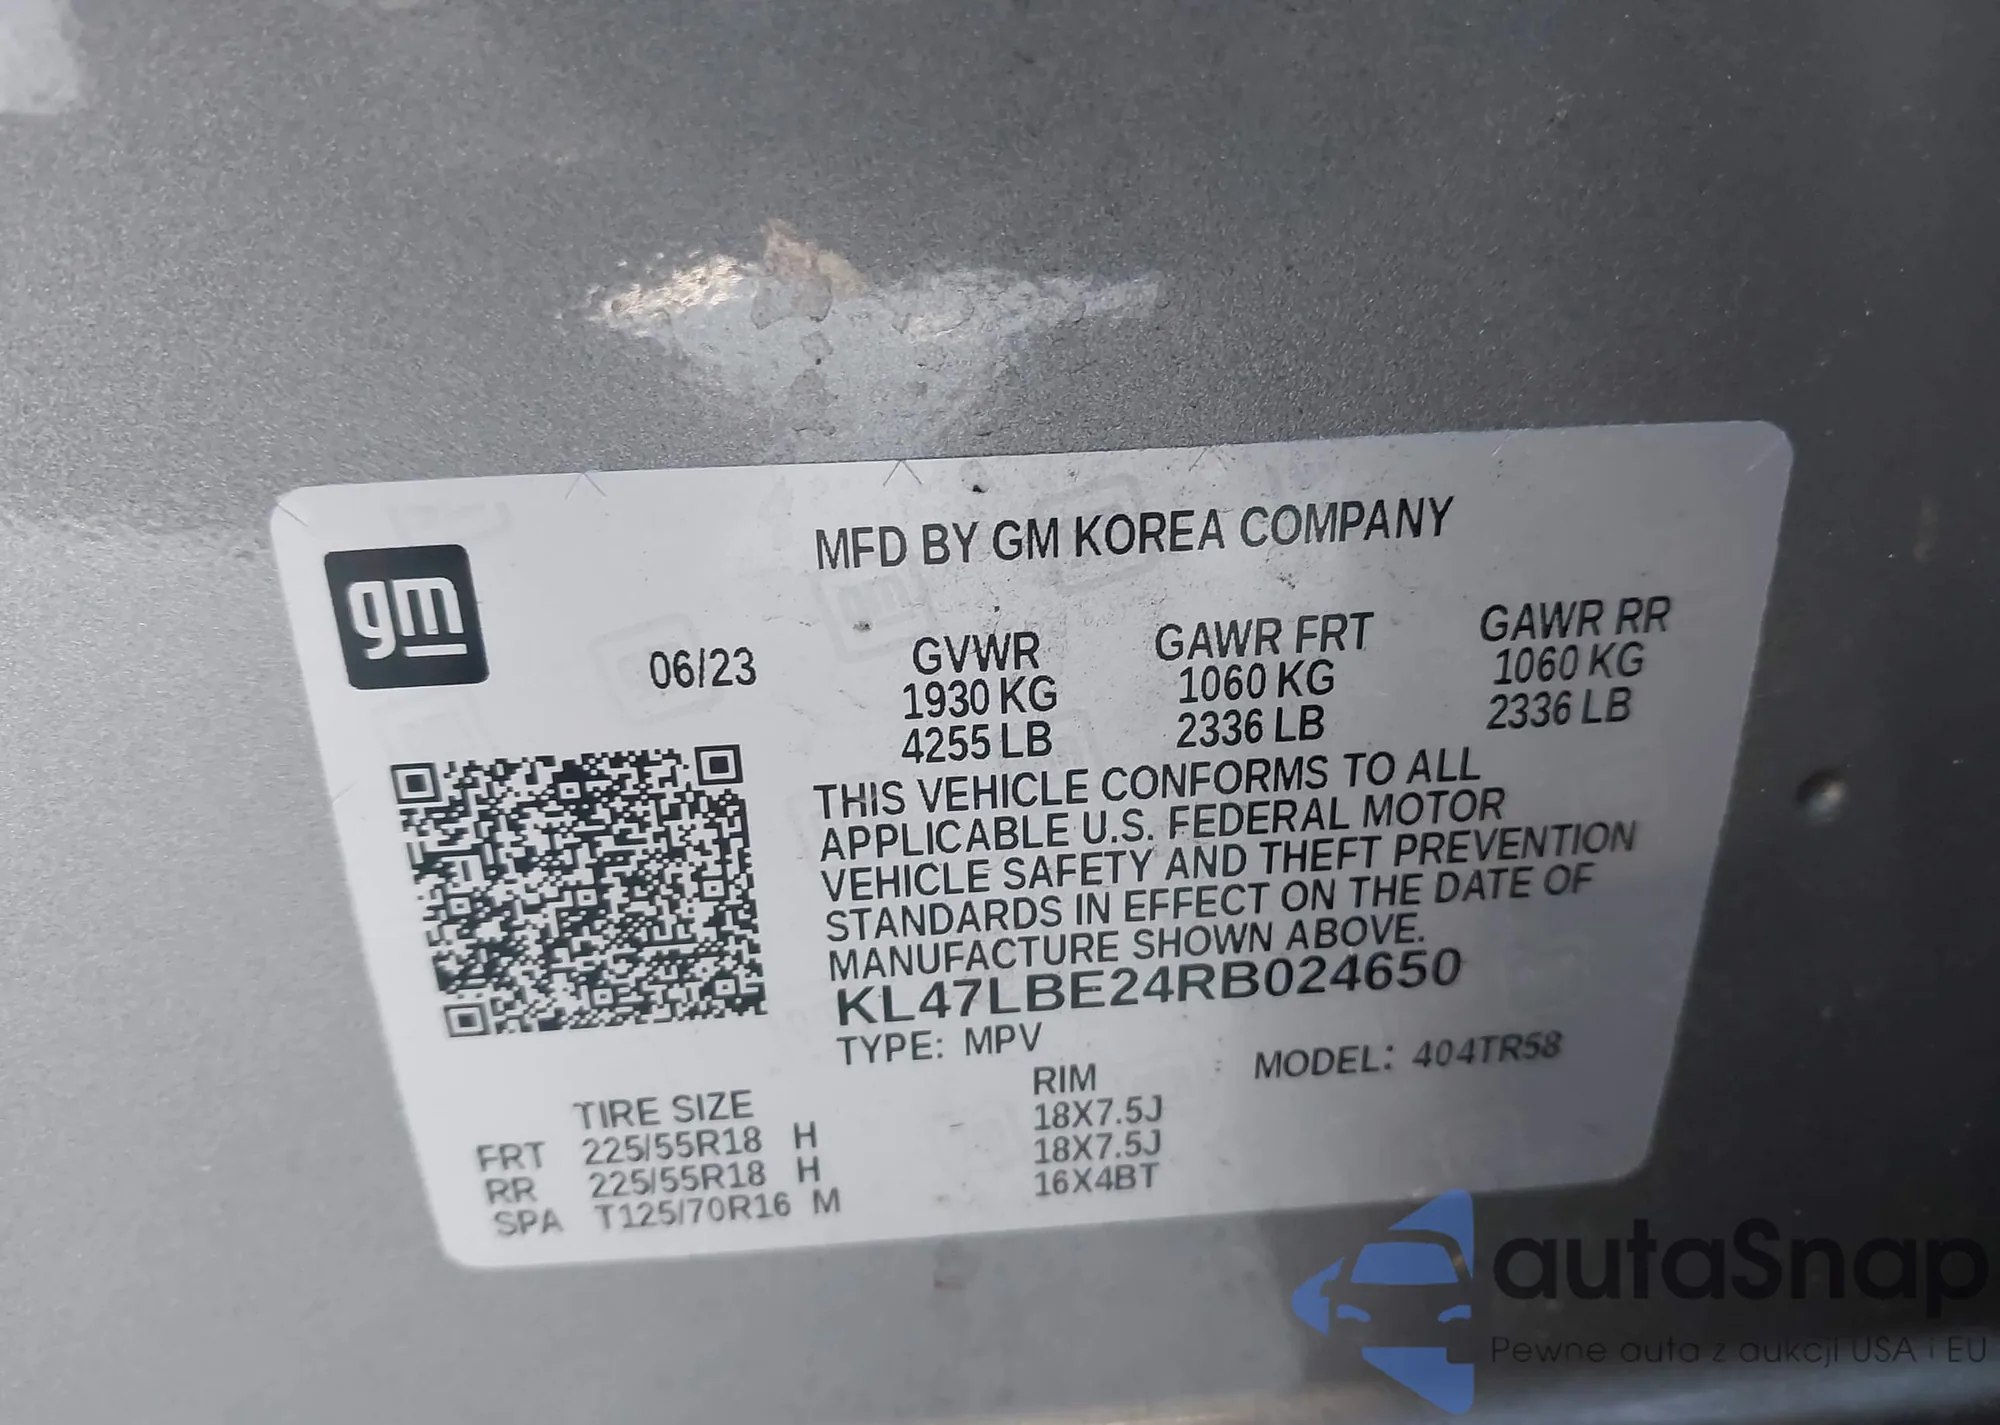 MFD BY GM KOREA COMPANY
gm
06/23
GVWR
1930 KG
4255 LB
GAWR FRT
1060 KG
2336 LB
GAWR RR
1060 KG
2336 LB
THIS VEHICLE CONFORMS TO ALL
APPLICABLE U.S. FEDERAL MOTOR
VEHICLE SAFETY AND THEFT PREVENTION
STANDARDS IN EFFECT ON THE DATE OF
MANUFACTURE SHOWN ABOVE.
KL47LBE24RB024650
TYPE: MPV
MODEL: 404TR58
TIRE SIZE RIM
FRT 225/55R18 H 18X7.5J
RR 225/55R18 H 18X7.5J
SPA T125/70R16 M 16X4BT
autaSnap
Pewne auta z aukcji USA i EU